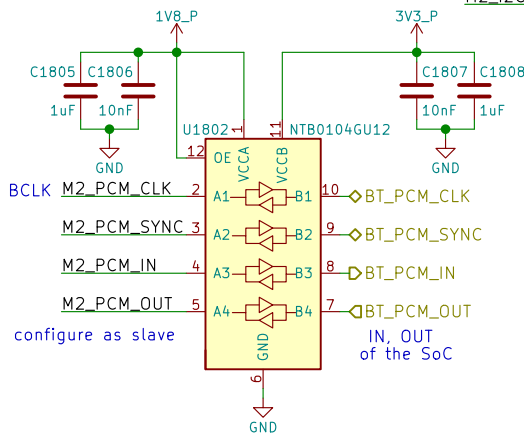 1V8_P
3V3_P
C1805
C1806
C1807
C1808
1uF
10nF
10nF
1uF
GND
GND
U1802
NTB0104GU12
1
11
VCCA
VCCB
12
OE
BCLK
M2_PCM_CLK
2
A1
B1
10
BT_PCM_CLK
M2_PCM_SYNC
3
A2
B2
9
BT_PCM_SYNC
M2_PCM_IN
4
A3
B3
8
BT_PCM_IN
M2_PCM_OUT
5
A4
B4
7
BT_PCM_OUT
configure as slave
IN, OUT
of the SoC
GND
6
GND